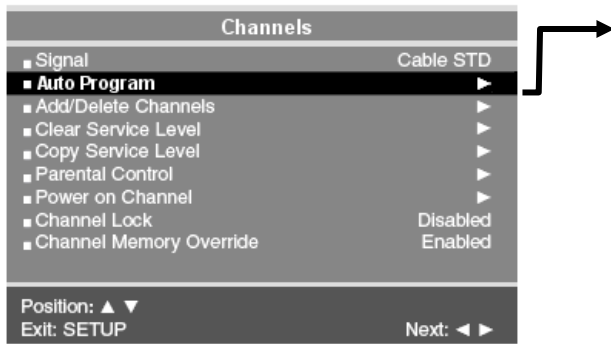 Channels
■ Signal Cable STD
■ Auto Program ►
■ Add/Delete Channels ►
■ Clear Service Level ►
■ Copy Service Level ►
■ Parental Control ►
■ Power on Channel ►
■ Channel Lock Disabled
■ Channel Memory Override Enabled
Position: ▲ ▼
Exit: SETUP Next: ◄ ►